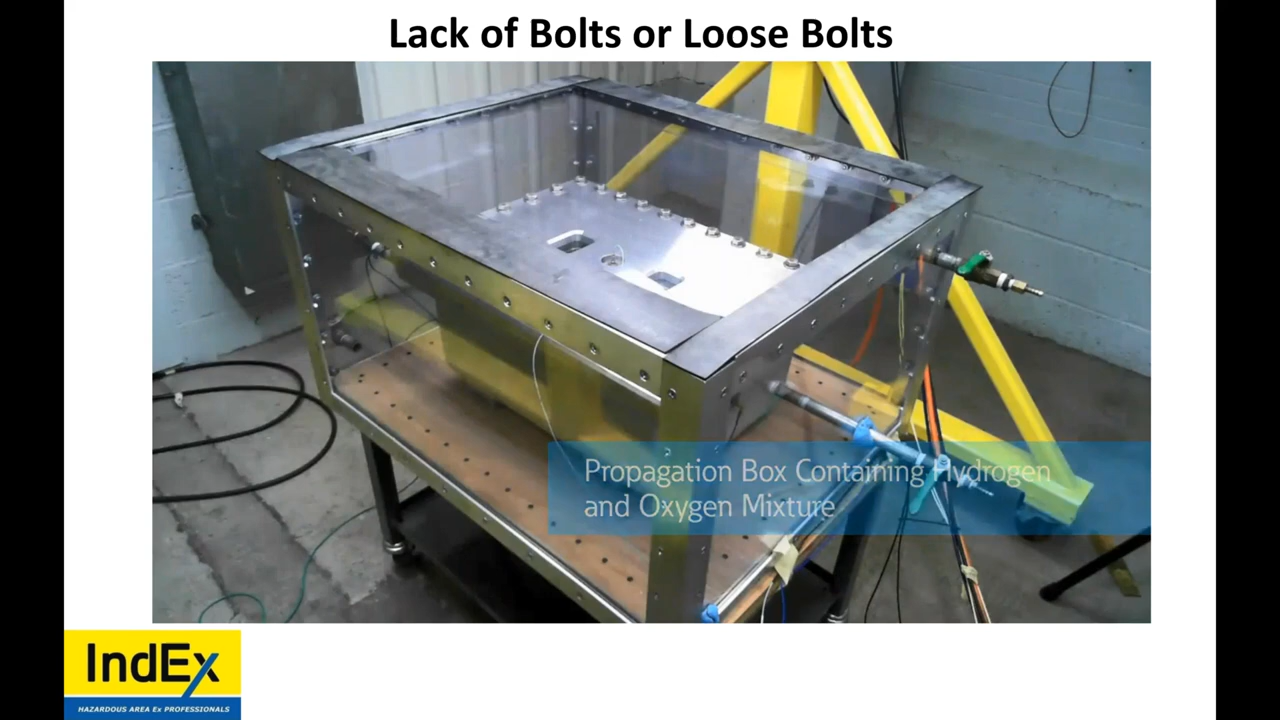 Lack of Bolts or Loose Bolts
Propagation Box Containing Hydrogen
and Oxygen Mixture
IndEx
HAZARDOUS AREA Ex PROFESSIONALS